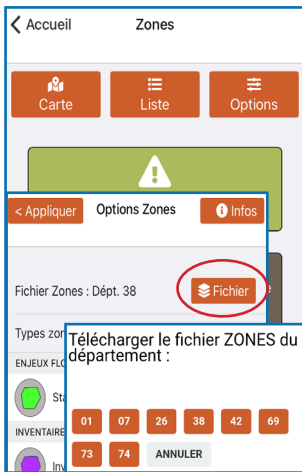 Accueil
Zones
Carte
Liste
Options
< Appliquer
Options Zones
Infos
Fichier Zones : Dépt. 38
Fichier
e
Types zon
Télécharger le fichier ZONES du
département :
ENJEUX FLO
Sta
INVENTAIRE
Inv
01 07 26 38 42 69
73 74 ANNULER